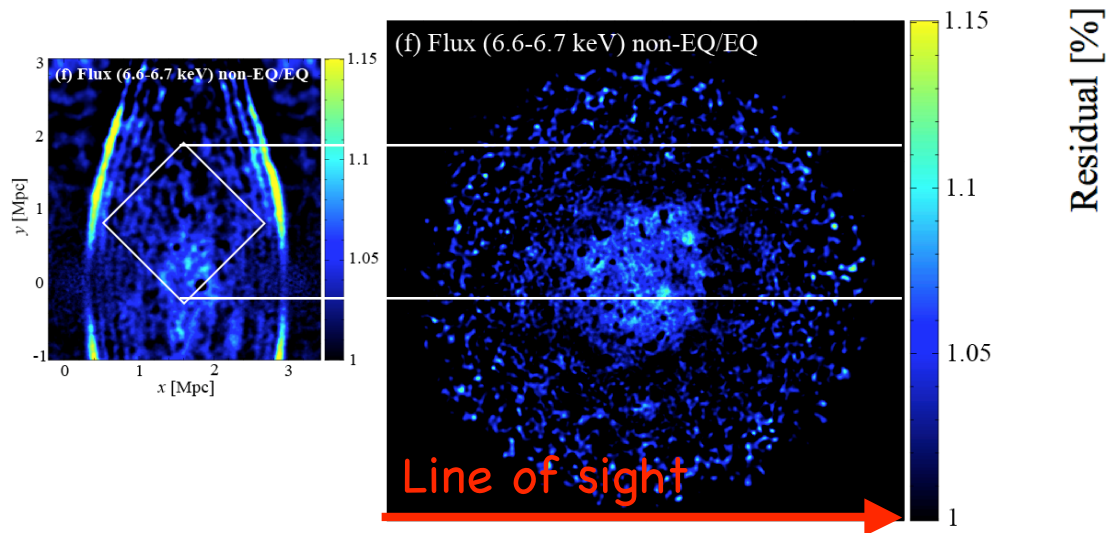 (f) Flux (6.6-6.7 keV) non-EQ/EQ
3
2
1
0
-1
y [Mpc]
0
1
2
3
x [Mpc]
1.15
1.1
1.05
1
(f) Flux (6.6-6.7 keV) non-EQ/EQ
Line of sight
1.15
1.1
1.05
1
Residual [%]